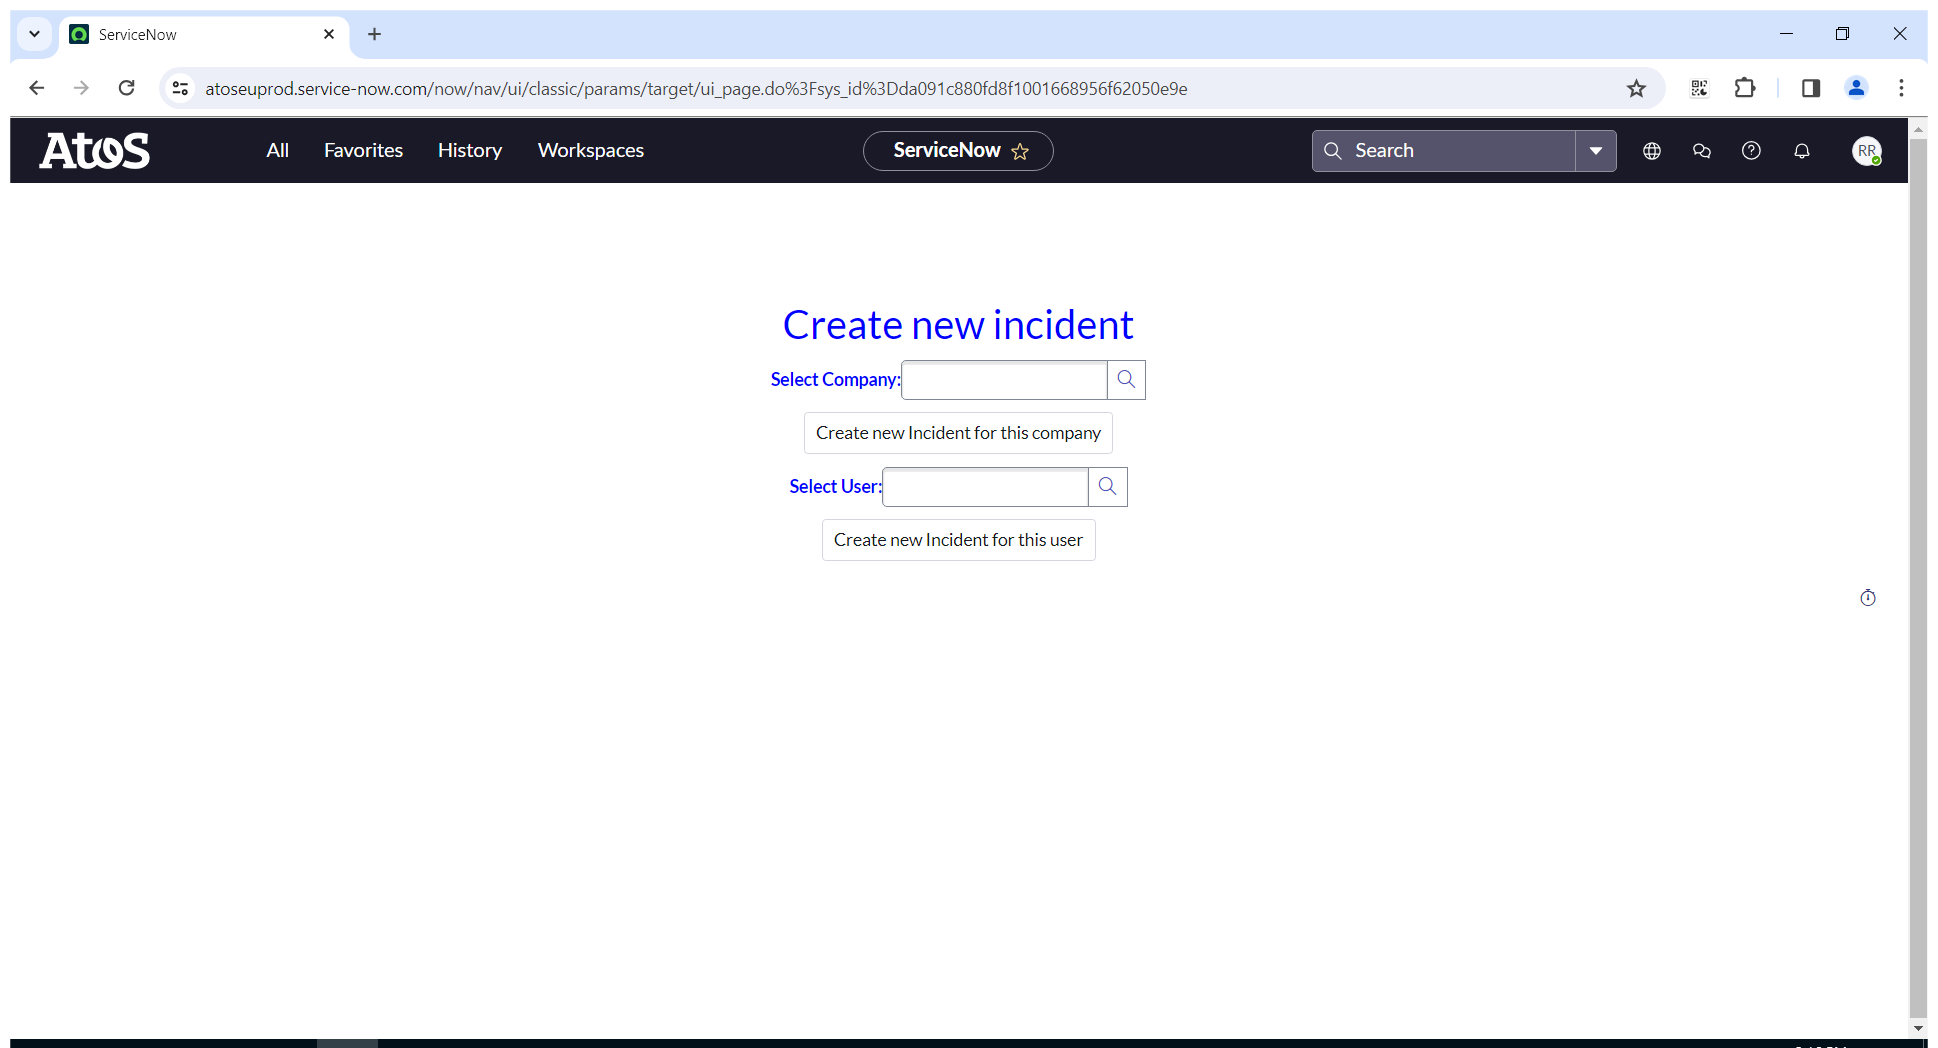 ServiceNow
atoseuprod.service-now.com/now/nav/ui/classic/params/target/ui_page.do%3Fsys_id%3Dda091c880fd8f1001668956f62050e9e
Atos All Favorites History Workspaces ServiceNow Search RR
Create new incident
Select Company:
Create new Incident for this company
Select User:
Create new Incident for this user